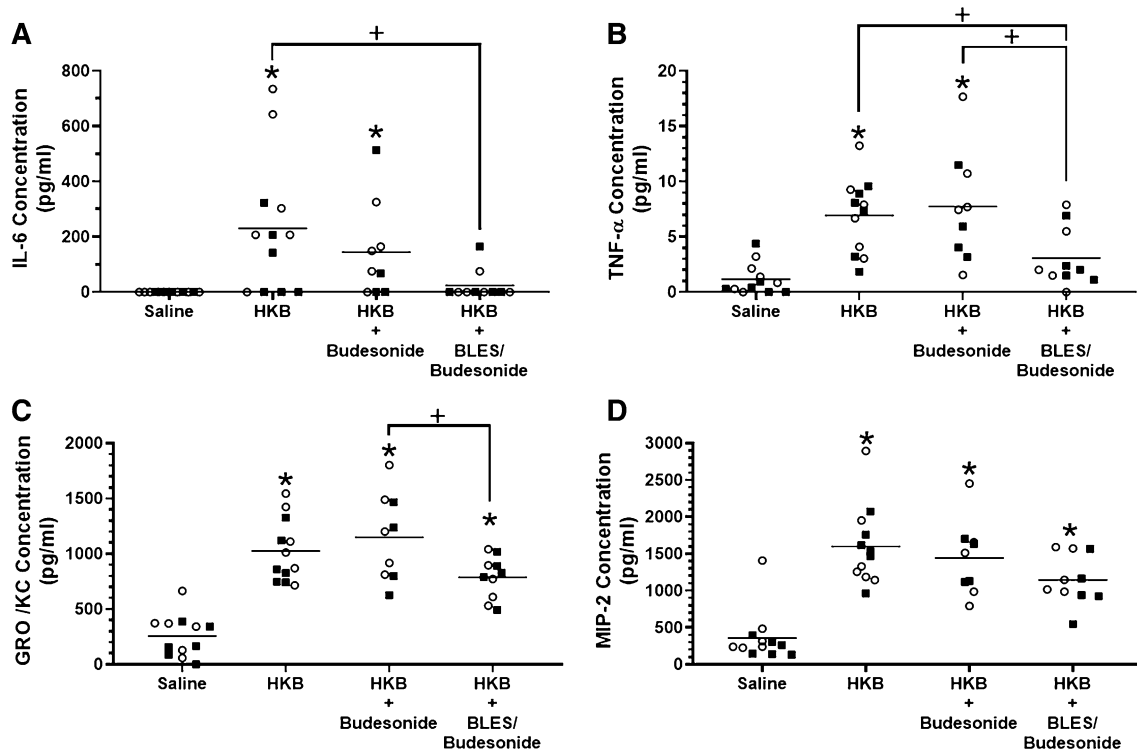 A
IL-6 Concentration
(pg/ml)
800
600
400
200
0
+
*
*
Saline
HKB
HKB
+
Budesonide
HKB
+
BLES/
Budesonide
B
TNF-α Concentration
(pg/ml)
20
15
10
5
0
+
+
*
*
Saline
HKB
HKB
+
Budesonide
HKB
+
BLES/
Budesonide
C
GRO /KC Concentration
(pg/ml)
2000
1500
1000
500
0
+
*
*
*
Saline
HKB
HKB
+
Budesonide
HKB
+
BLES/
Budesonide
D
MIP-2 Concentration
(pg/ml)
3000
2500
2000
1500
1000
500
0
*
*
*
Saline
HKB
HKB
+
Budesonide
HKB
+
BLES/
Budesonide